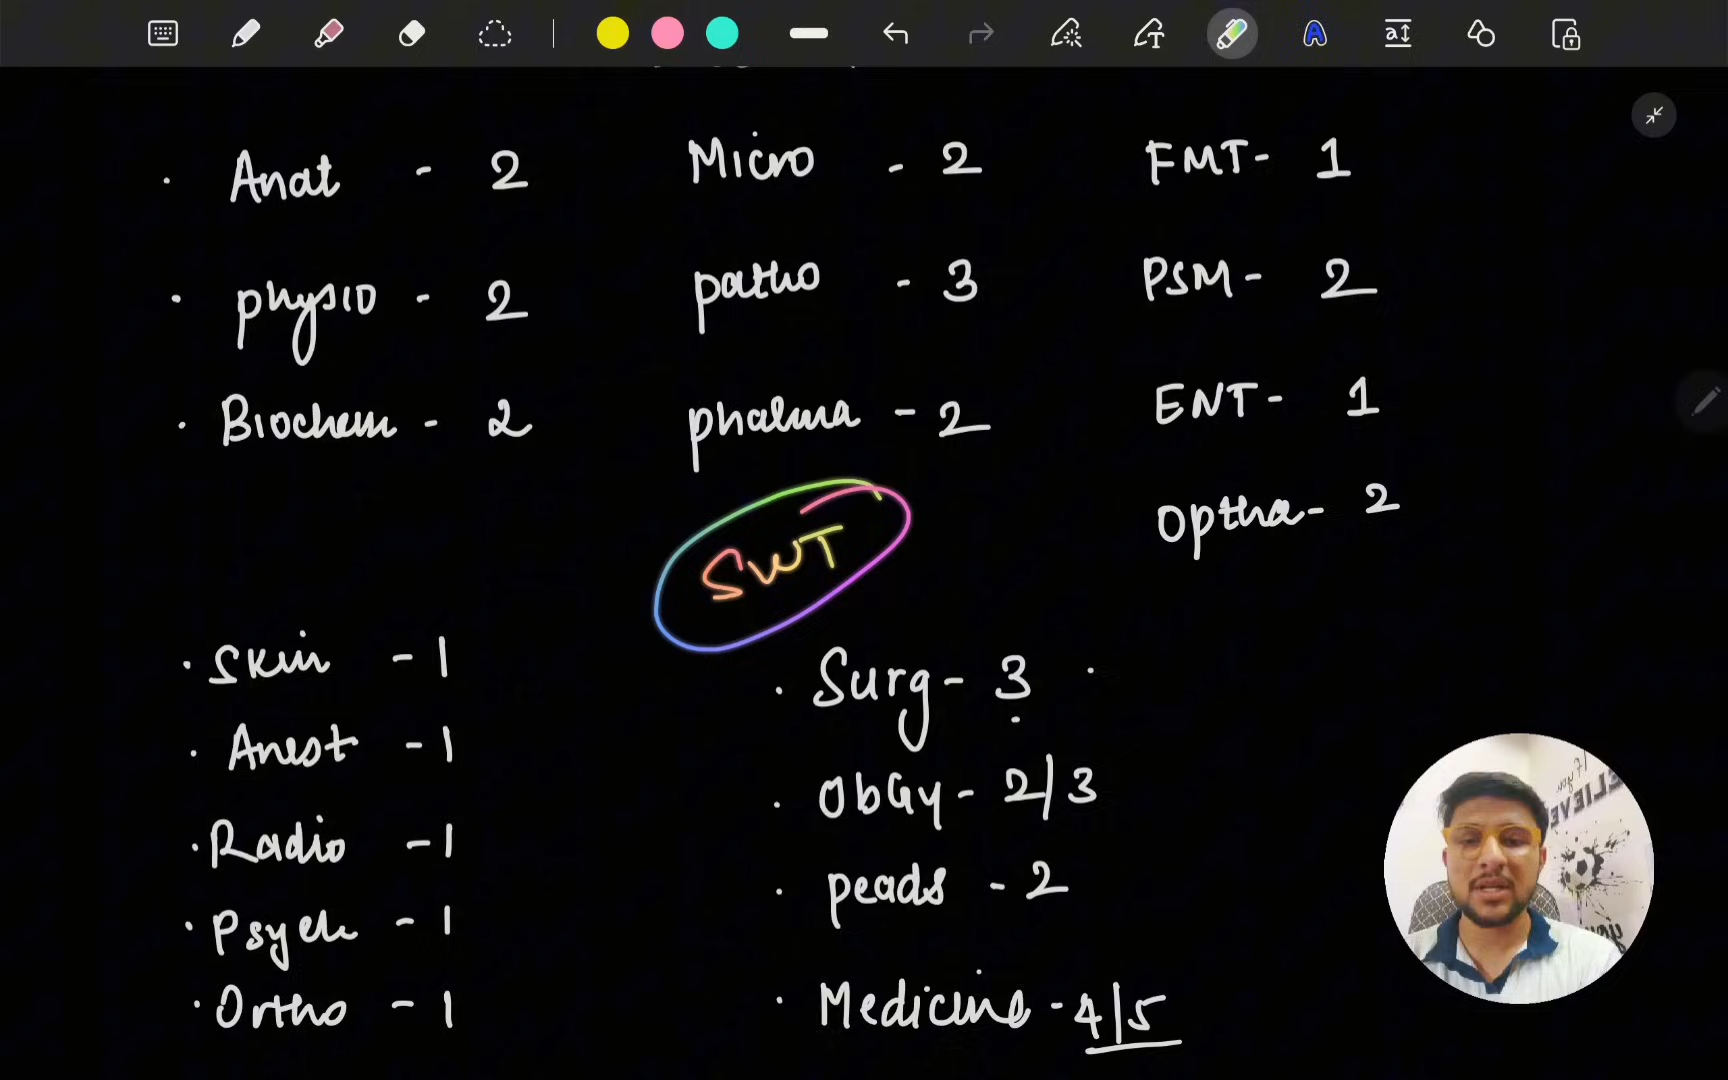 Anat - 2
physio - 2
Biochem - 2
Micro - 2
patho - 3
pharma - 2
FMT- 1
PSM- 2
ENT- 1
optha- 2
SWT
Skin - 1
Anest - 1
Radio - 1
Psych - 1
Ortho - 1
Surg- 3
ObGy- 2/3
peads - 2
Medicine - 4/5